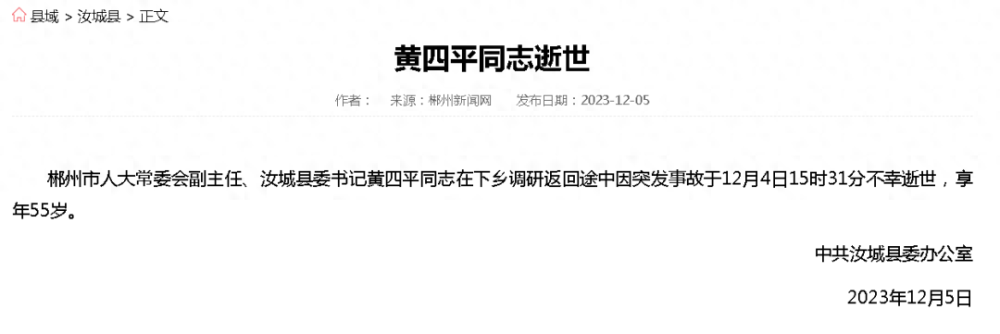 县域 > 汝城县 > 正文
黄四平同志逝世
作者： 来源：郴州新闻网 发布日期：2023-12-05
郴州市人大常委会副主任、汝城县委书记黄四平同志在下乡调研返回途中因突发事故于12月4日15时31分不幸逝世，享
年55岁。
中共汝城县委办公室
2023年12月5日